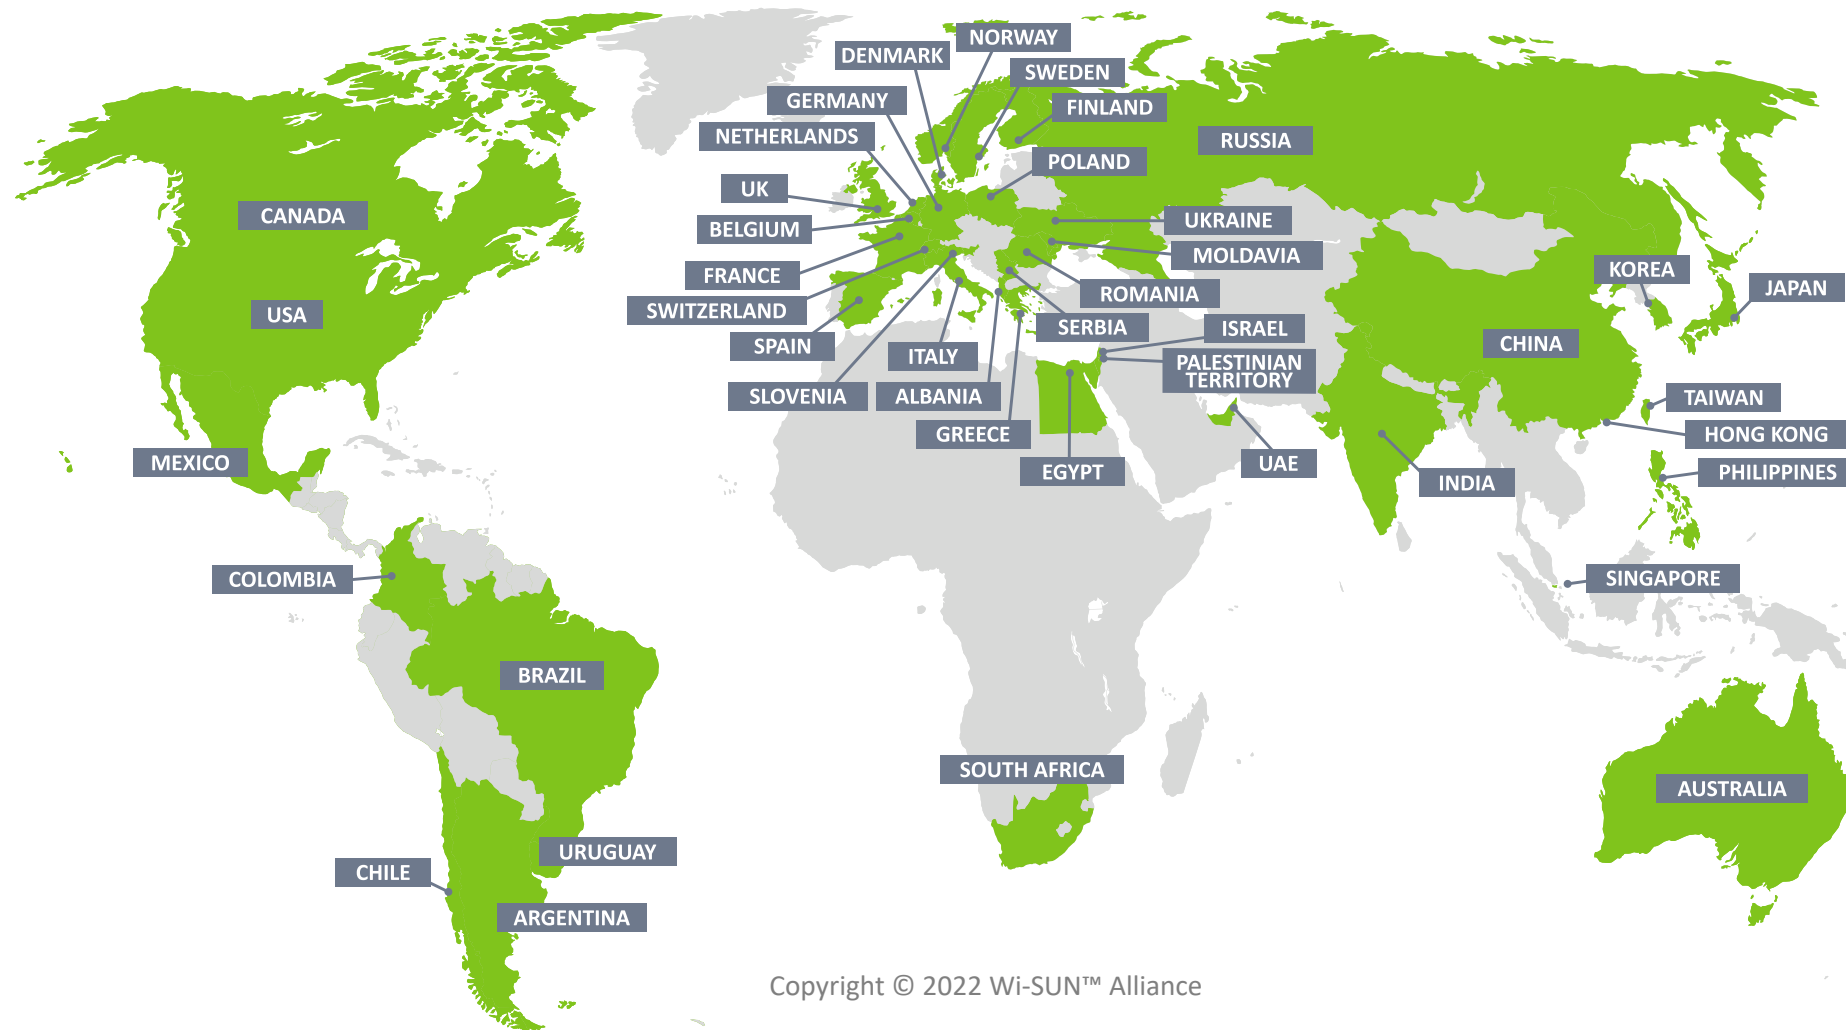 NORWAY
DENMARK
SWEDEN
GERMANY
FINLAND
NETHERLANDS
RUSSIA
POLAND
UK
CANADA
UKRAINE
BELGIUM
MOLDAVIA
FRANCE
KOREA
JAPAN
ROMANIA
SWITZERLAND
USA
SERBIA
ISRAEL
SPAIN
ITALY
CHINA
PALESTINIAN
TERRITORY
SLOVENIA
ALBANIA
TAIWAN
GREECE
HONG KONG
MEXICO
EGYPT
UAE
INDIA
PHILIPPINES
COLOMBIA
SINGAPORE
BRAZIL
SOUTH AFRICA
AUSTRALIA
URUGUAY
CHILE
ARGENTINA
Copyright © 2022 Wi-SUN™ Alliance